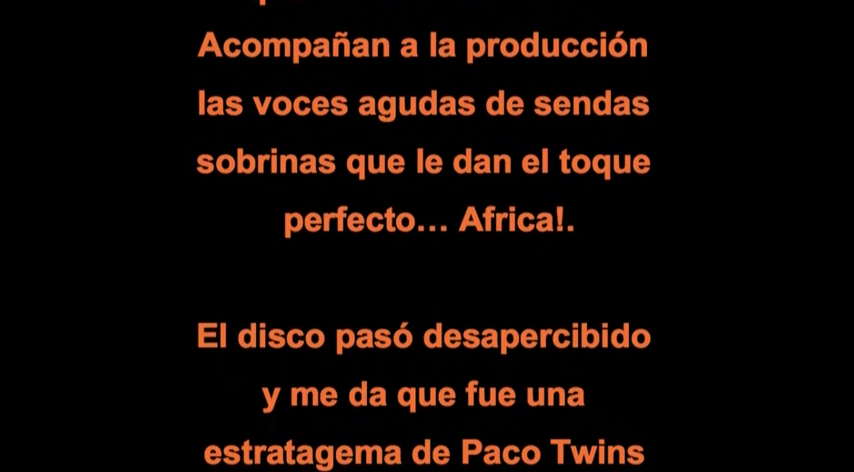 Acompañan a la producción
las voces agudas de sendas
sobrinas que le dan el toque
perfecto... Africa!.
El disco pasó desapercibido
y me da que fue una
estratagema de Paco Twins